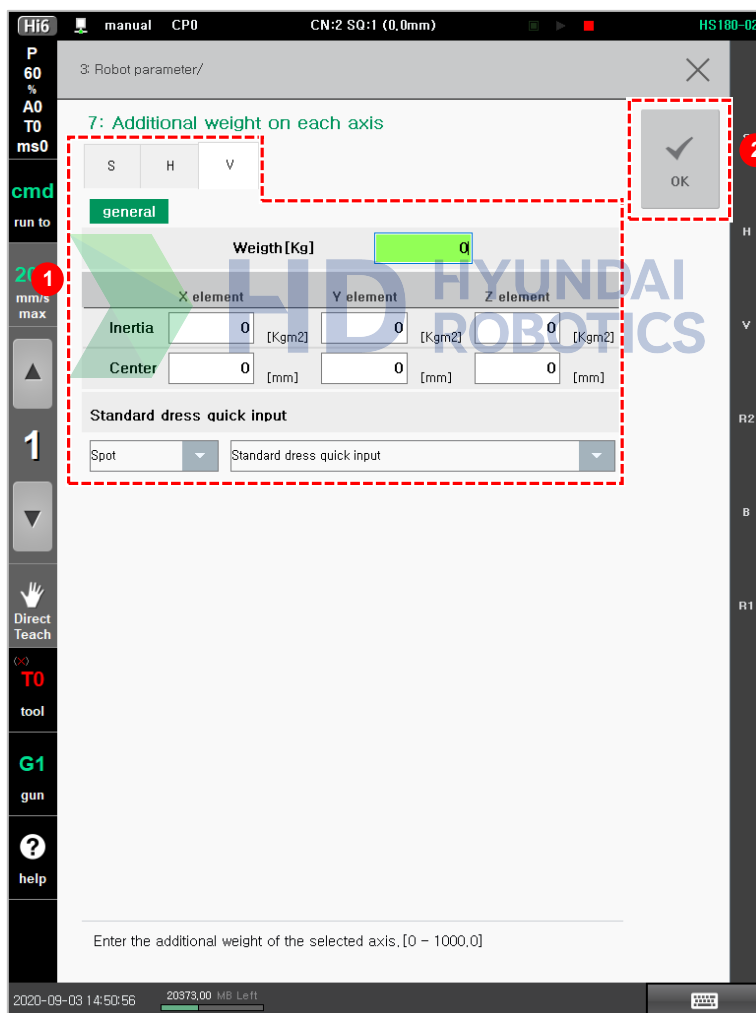 Hi6 manual CP0 CN:2 SQ:1 (0,0mm) HS180-02
P
60
%
A0
T0
ms0
cmd
run to
mm/s
max
1
Direct
Teach
(×)
T0
tool
G1
gun
help
3: Robot parameter/
7: Additional weight on each axis
S H V
general
Weigth[Kg] 0
X element Y element Z element
Inertia 0 [Kgm2] 0 [Kgm2] 0 [Kgm2]
Center 0 [mm] 0 [mm] 0 [mm]
Standard dress quick input
Spot Standard dress quick input
1
HD HYUNDAI
ROBOTICS
OK
2
H
V
R2
B
R1
Enter the additional weight of the selected axis,[0 - 1000,0]
2020-09-03 14:50:56 20373,00 MB Left